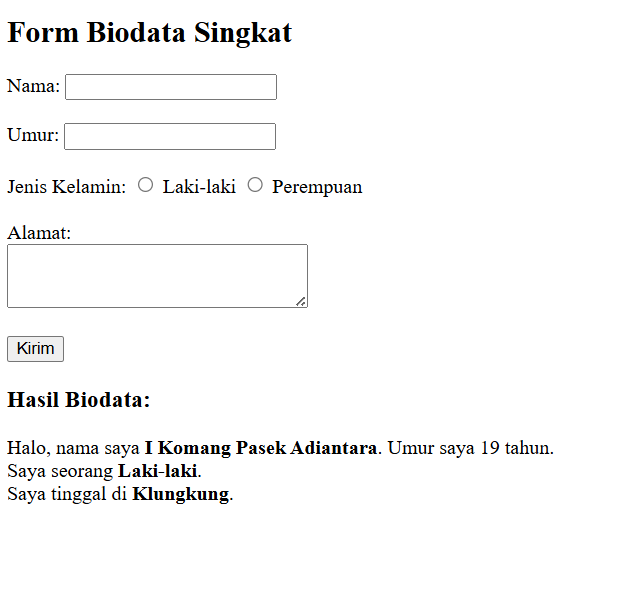 Form Biodata Singkat
Nama:
Umur:
Jenis Kelamin: Laki-laki Perempuan
Alamat:
Kirim
Hasil Biodata:
Halo, nama saya I Komang Pasek Adiantara. Umur saya 19 tahun.
Saya seorang Laki-laki.
Saya tinggal di Klungkung.